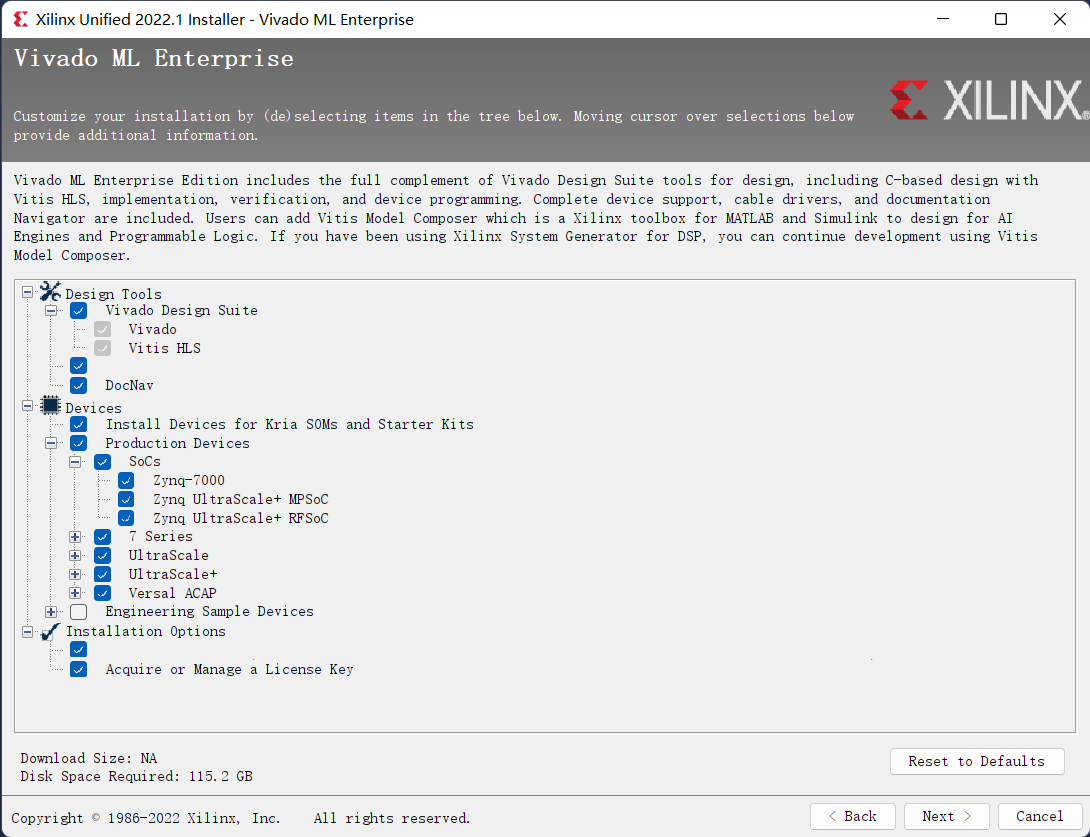 Xilinx Unified 2022.1 Installer - Vivado ML Enterprise
Vivado ML Enterprise
Customize your installation by (de)selecting items in the tree below. Moving cursor over selections below
provide additional information.
XILINX®
Vivado ML Enterprise Edition includes the full complement of Vivado Design Suite tools for design, including C-based design with
Vitis HLS, implementation, verification, and device programming. Complete device support, cable drivers, and documentation
Navigator are included. Users can add Vitis Model Composer which is a Xilinx toolbox for MATLAB and Simulink to design for AI
Engines and Programmable Logic. If you have been using Xilinx System Generator for DSP, you can continue development using Vitis
Model Composer.
Design Tools
Vivado Design Suite
Vivado
Vitis HLS
DocNav
Devices
Install Devices for Kria SOMs and Starter Kits
Production Devices
SoCs
Zynq-7000
Zynq UltraScale+ MPSoC
Zynq UltraScale+ RFSoC
7 Series
UltraScale
UltraScale+
Versal ACAP
Engineering Sample Devices
Installation Options
Acquire or Manage a License Key
Download Size: NA
Disk Space Required: 115.2 GB
Reset to Defaults
Copyright © 1986-2022 Xilinx, Inc. All rights reserved.
< Back
Next >
Cancel